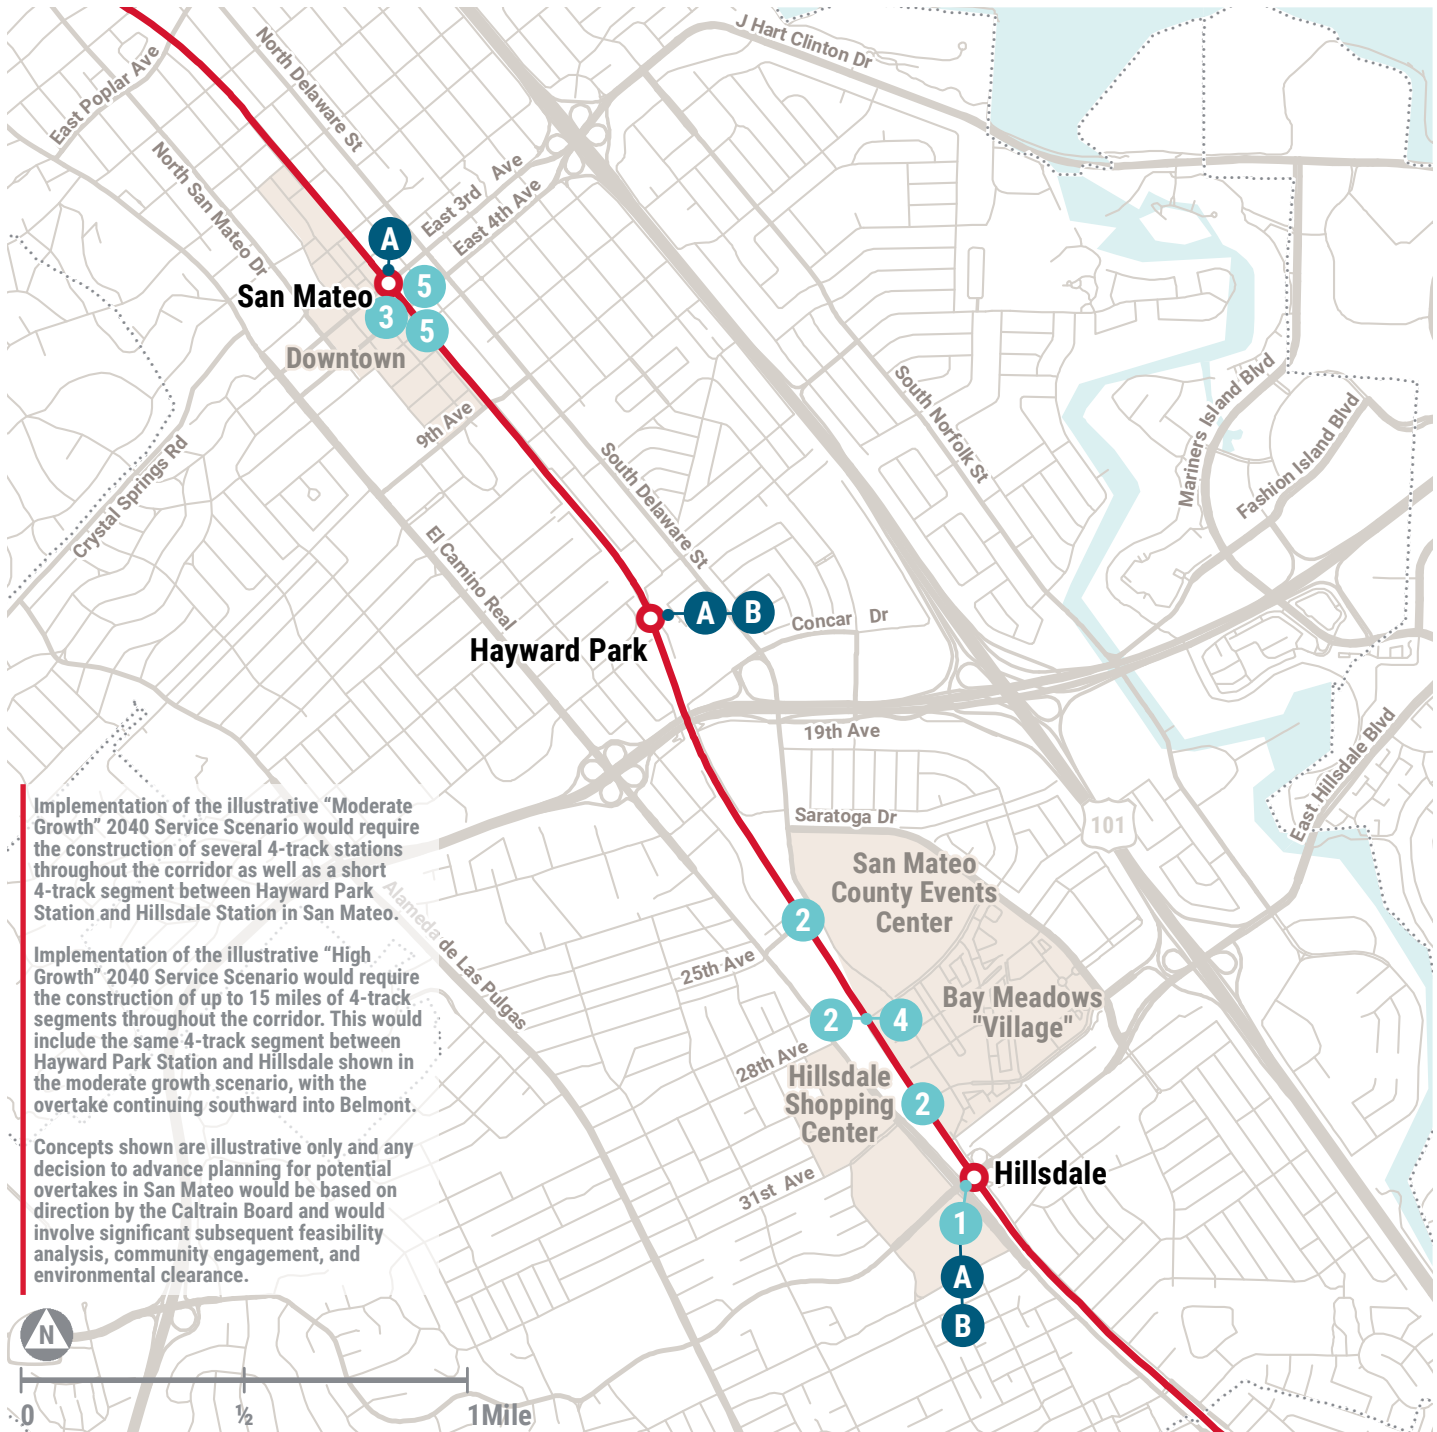 J Hart Clinton Dr
North Delaware St
East Poplar Ave
North San Mateo Dr
East 3rd Ave
East 4th Ave
A
San Mateo
5
3
5
Downtown
9th Ave
Crystal Springs Rd
El Camino Real
South Delaware St
South Norfolk St
Mariners Island Blvd
Fashion Island Blvd
A
B
Concar Dr
Hayward Park
19th Ave
East Hillsdale Blvd
Saratoga Dr
101
San Mateo
County Events
Center
2
25th Ave
Alameda de Las Pulgas
2
4
Bay Meadows
"Village"
28th Ave
Hillsdale
Shopping
Center
2
31st Ave
Hillsdale
1
A
B
Implementation of the illustrative “Moderate
Growth” 2040 Service Scenario would require
the construction of several 4-track stations
throughout the corridor as well as a short
4-track segment between Hayward Park
Station and Hillsdale Station in San Mateo.
Implementation of the illustrative “High
Growth” 2040 Service Scenario would require
the construction of up to 15 miles of 4-track
segments throughout the corridor. This would
include the same 4-track segment between
Hayward Park Station and Hillsdale shown in
the moderate growth scenario, with the
overtake continuing southward into Belmont.
Concepts shown are illustrative only and any
decision to advance planning for potential
overtakes in San Mateo would be based on
direction by the Caltrain Board and would
involve significant subsequent feasibility
analysis, community engagement, and
environmental clearance.
N
0 ½ 1Mile